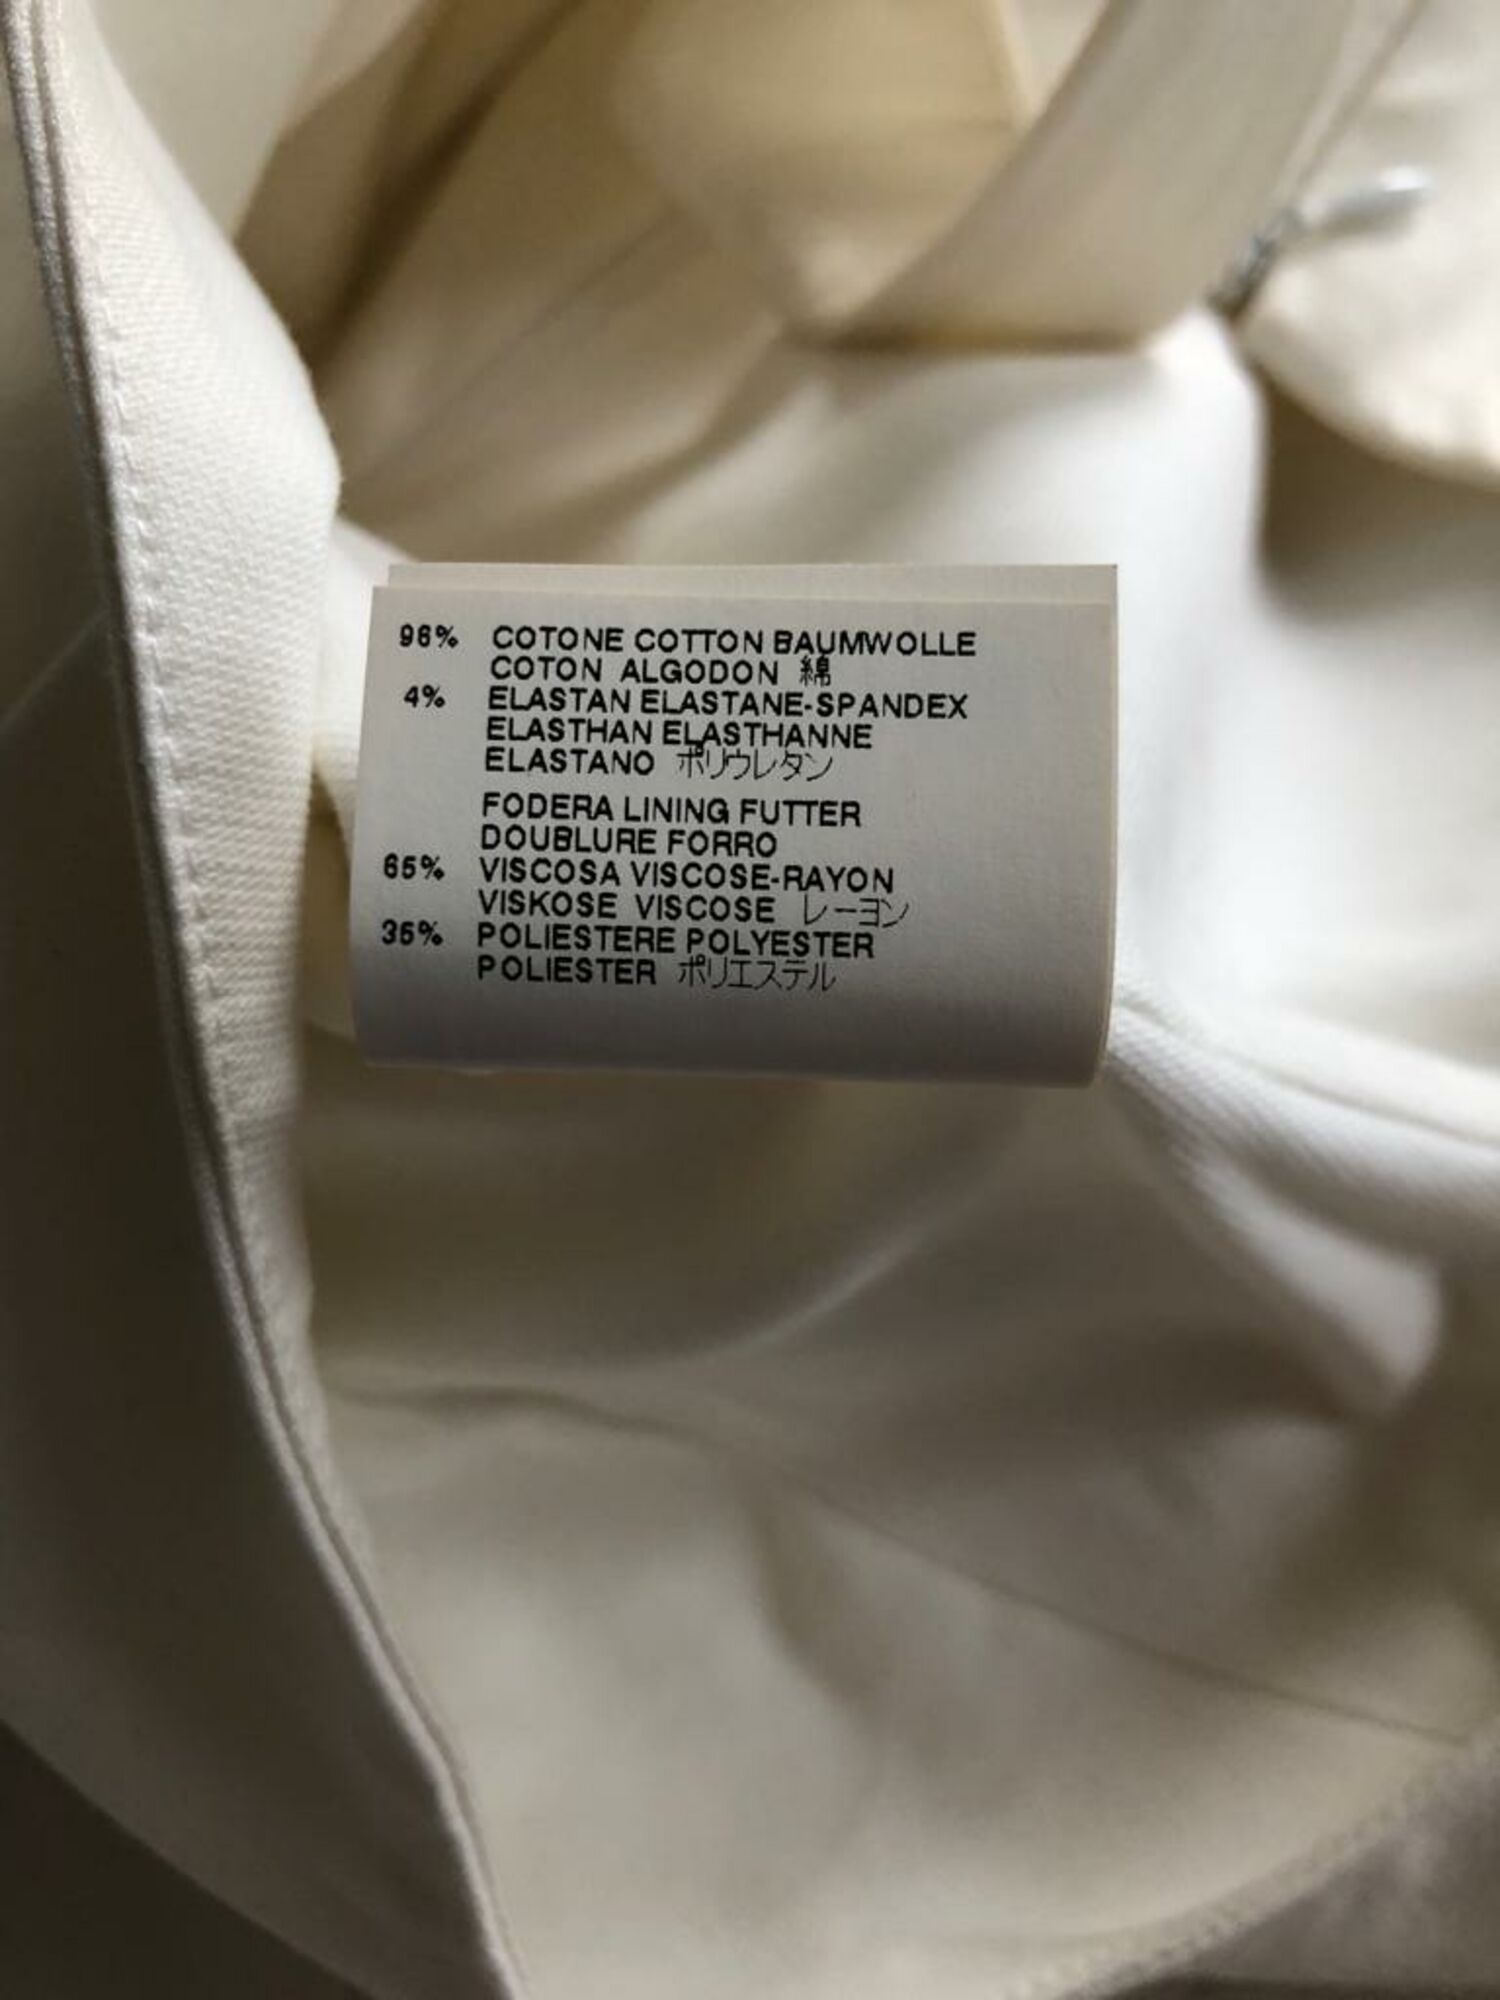 96% COTONE COTTON BAUMWOLLE
COTON ALGODON 綿
4% ELASTAN ELASTANE-SPANDEX
ELASTHAN ELASTHANNE
ELASTANO ポリウレタン
FODERA LINING FUTTER
DOUBLURE FORRO
65% VISCOSA VISCOSE-RAYON
VISKOSE VISCOSE レーヨン
35% POLIESTERE POLYESTER
POLIESTER ポリエステル